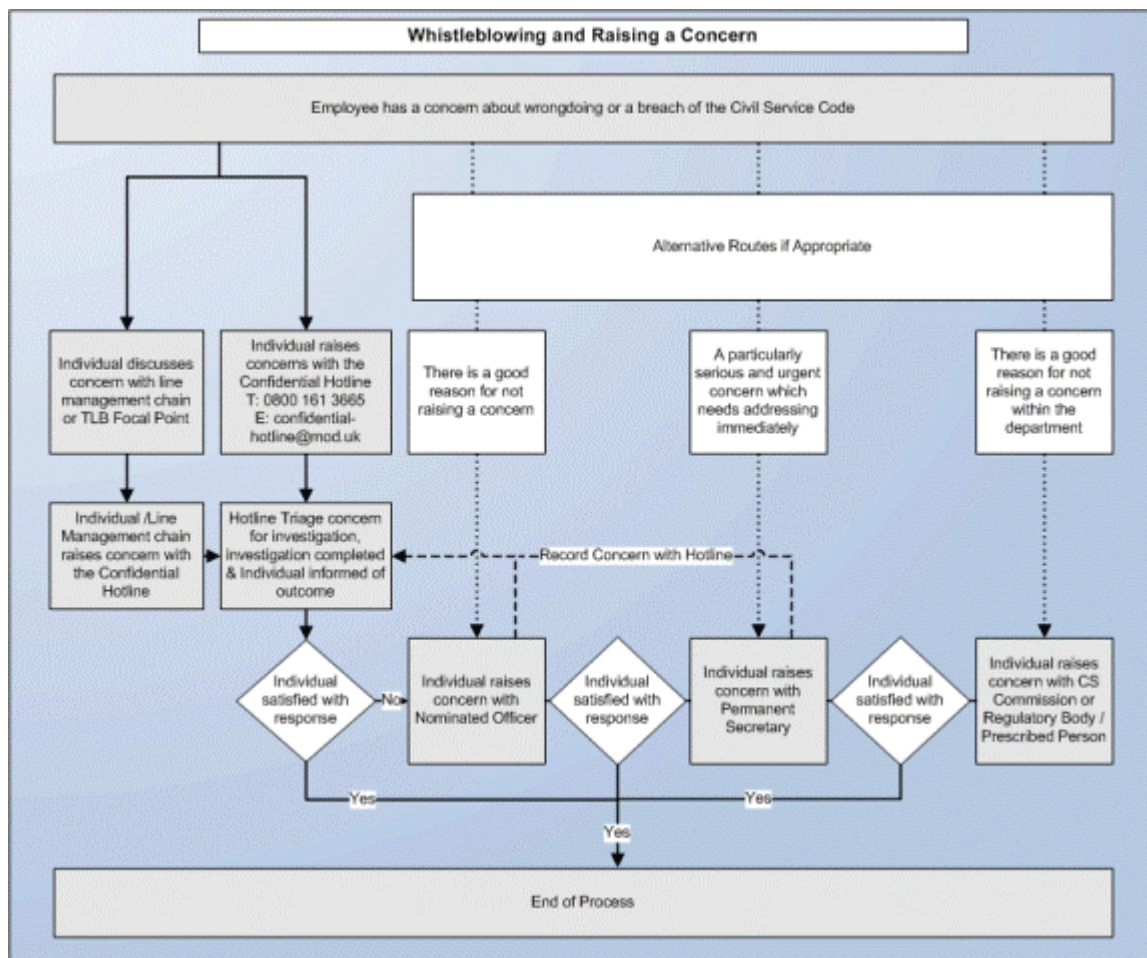 Whistleblowing and Raising a Concern
Employee has a concern about wrongdoing or a breach of the Civil Service Code
Alternative Routes if Appropriate
Individual discusses
concern with line
management chain
or TLB Focal Point
Individual raises
concerns with the
Confidential Hotline
T: 0800 161 3665
E: confidential-
hotline@mod.uk
There is a good
reason for not
raising a concern
A particularly
serious and urgent
concern which
needs addressing
immediately
There is a good
reason for not
raising a concern
within the
department
Individual /Line
Management chain
raises concern with
the Confidential
Hotline
Hotline Triage concern
for investigation,
investigation completed
& Individual informed of
outcome
Record Concern with Hotline
Individual
satisfied with
response
No
Individual raises
concern with
Nominated Officer
Individual
satisfied with
response
Individual raises
concern with
Permanent
Secretary
Individual
satisfied with
response
Individual raises
concern with CS
Commission or
Regulatory Body /
Prescribed Person
Yes
Yes
Yes
End of Process